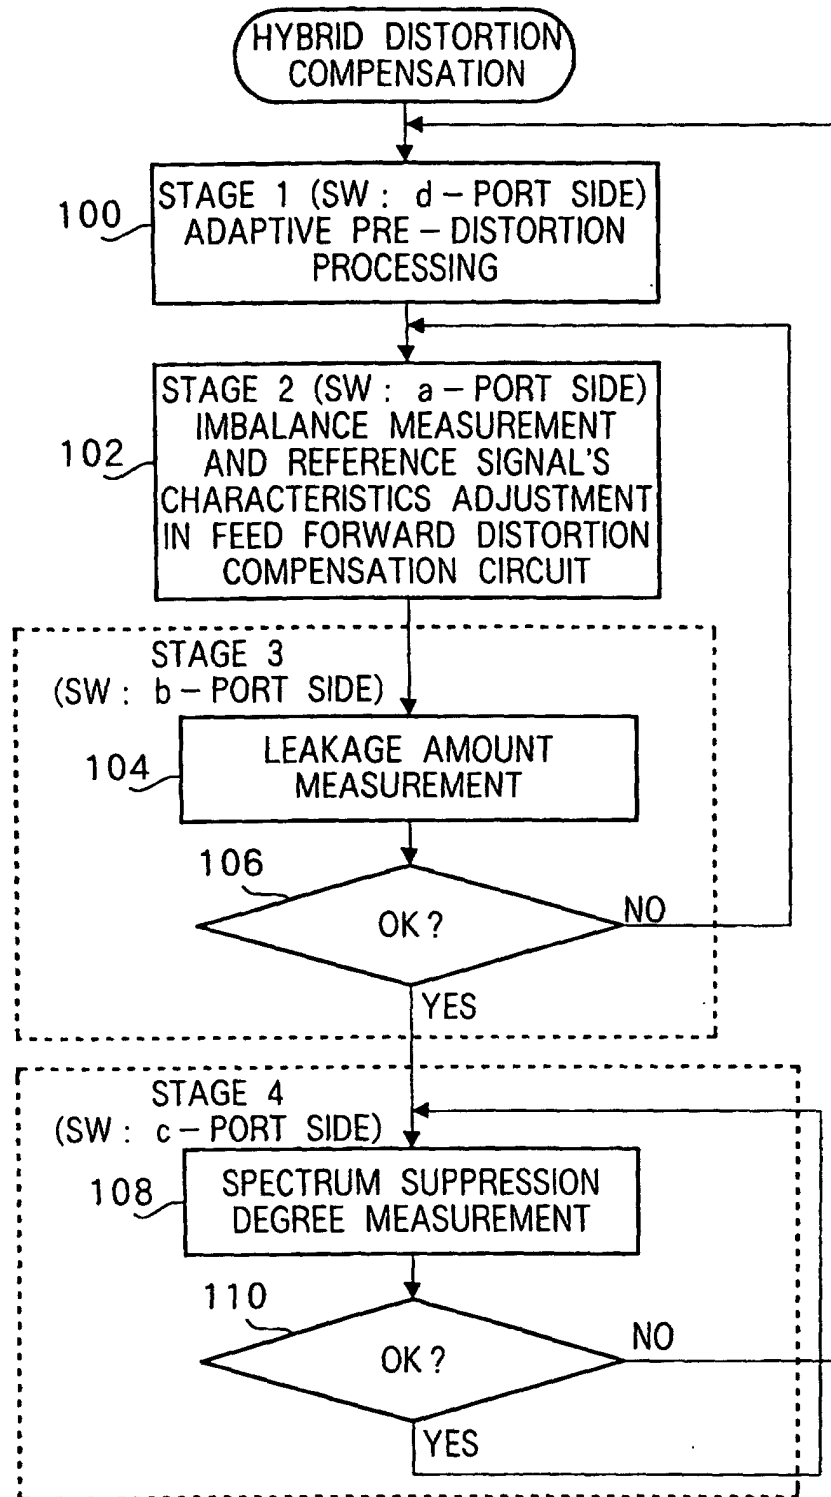 HYBRID DISTORTION
COMPENSATION
100
STAGE 1 (SW : d – PORT SIDE)
ADAPTIVE PRE – DISTORTION
PROCESSING
102
STAGE 2 (SW : a – PORT SIDE)
IMBALANCE MEASUREMENT
AND REFERENCE SIGNAL'S
CHARACTERISTICS ADJUSTMENT
IN FEED FORWARD DISTORTION
COMPENSATION CIRCUIT
STAGE 3
(SW : b – PORT SIDE)
104
LEAKAGE AMOUNT
MEASUREMENT
106
OK ?
NO
YES
STAGE 4
(SW : c – PORT SIDE)
108
SPECTRUM SUPPRESSION
DEGREE MEASUREMENT
110
OK ?
NO
YES